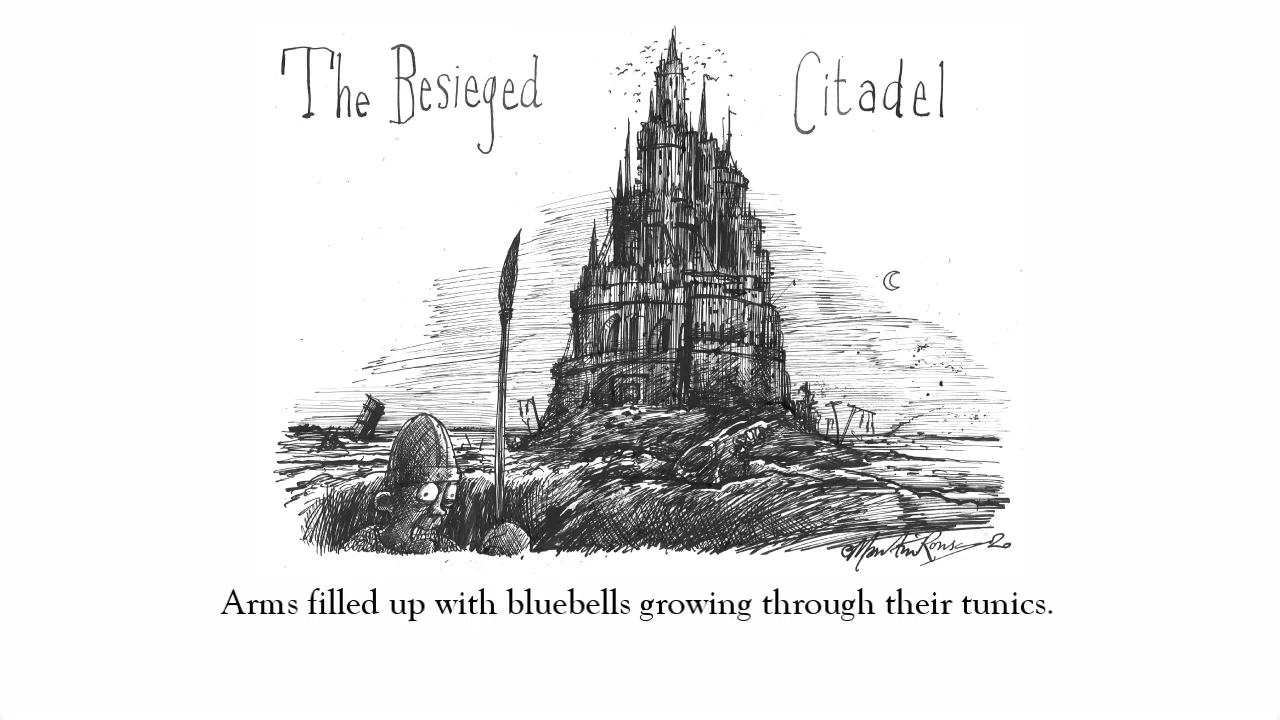 The Besieged Citadel
Arms filled up with bluebells growing through their tunics.